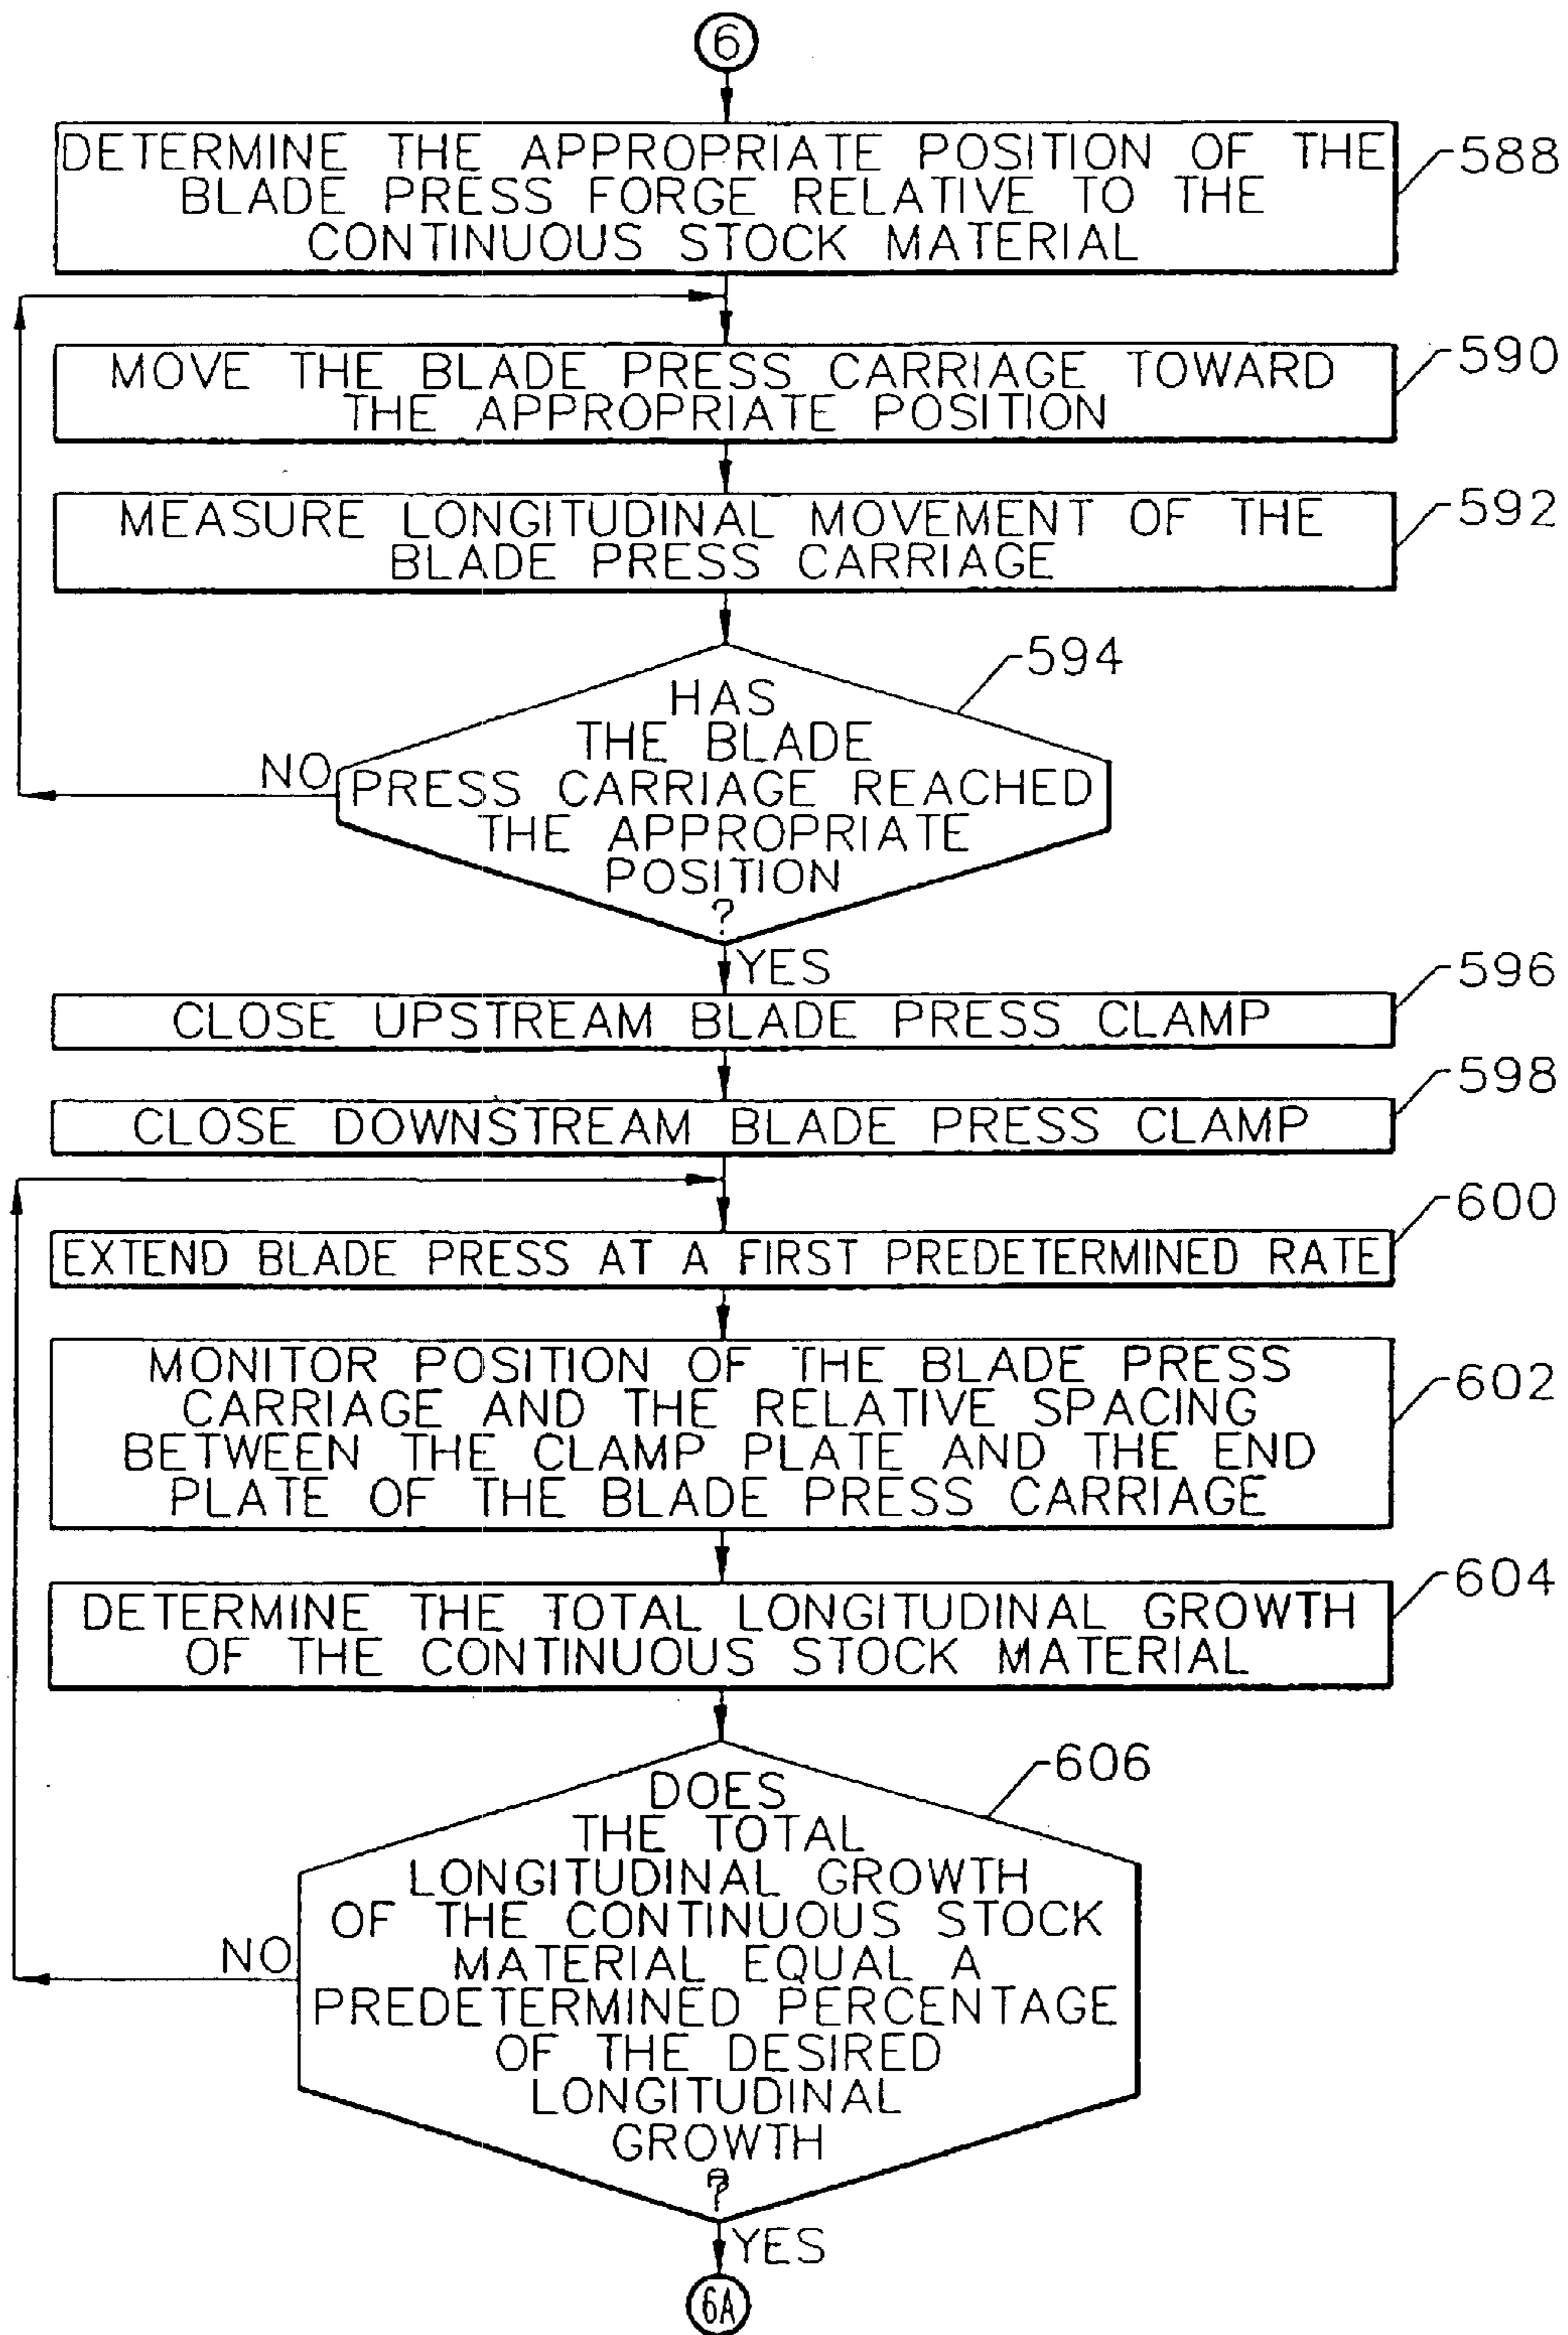 6
DETERMINE THE APPROPRIATE POSITION OF THE
BLADE PRESS FORGE RELATIVE TO THE
CONTINUOUS STOCK MATERIAL
588
MOVE THE BLADE PRESS CARRIAGE TOWARD
THE APPROPRIATE POSITION
590
MEASURE LONGITUDINAL MOVEMENT OF THE
BLADE PRESS CARRIAGE
592
594
HAS
THE BLADE
PRESS CARRIAGE REACHED
THE APPROPRIATE
POSITION
?
NO
YES
CLOSE UPSTREAM BLADE PRESS CLAMP
596
CLOSE DOWNSTREAM BLADE PRESS CLAMP
598
EXTEND BLADE PRESS AT A FIRST PREDETERMINED RATE
600
MONITOR POSITION OF THE BLADE PRESS
CARRIAGE AND THE RELATIVE SPACING
BETWEEN THE CLAMP PLATE AND THE END
PLATE OF THE BLADE PRESS CARRIAGE
602
DETERMINE THE TOTAL LONGITUDINAL GROWTH
OF THE CONTINUOUS STOCK MATERIAL
604
606
DOES
THE TOTAL
LONGITUDINAL GROWTH
OF THE CONTINUOUS STOCK
MATERIAL EQUAL A
PREDETERMINED PERCENTAGE
OF THE DESIRED
LONGITUDINAL
GROWTH
?
NO
YES
6A